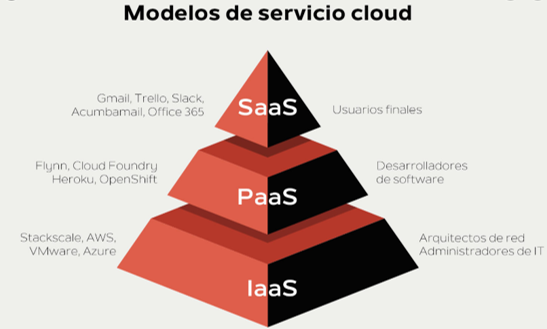 Modelos de servicio cloud
Gmail, Trello, Slack,
Acumbamail, Office 365
SaaS
Usuarios finales
Flynn, Cloud Foundry
Heroku, OpenShift
PaaS
Desarrolladores
de software
Stackscale, AWS,
VMware, Azure
IaaS
Arquitectos de red
Administradores de IT